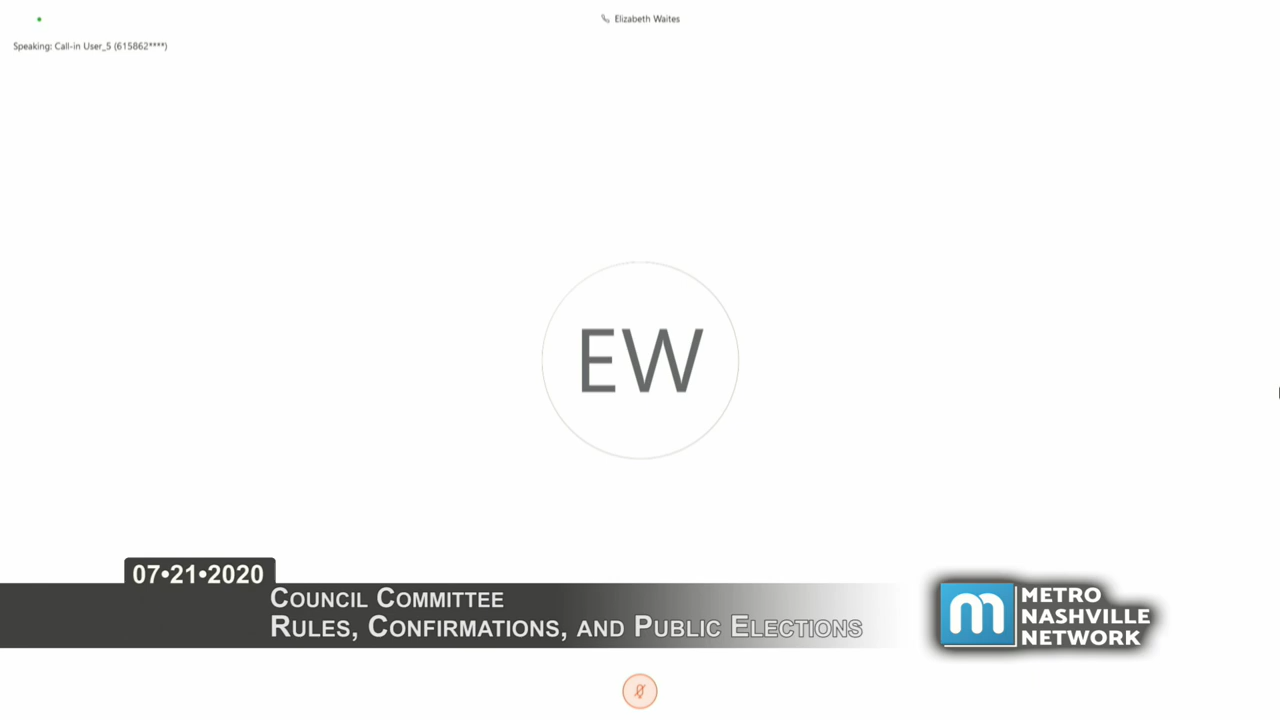 Elizabeth Waites
Speaking: Call-in User_5 (615862****)
EW
07•21•2020
Council Committee
Rules, Confirmations, and Public Elections
m
METRO
NASHVILLE
NETWORK